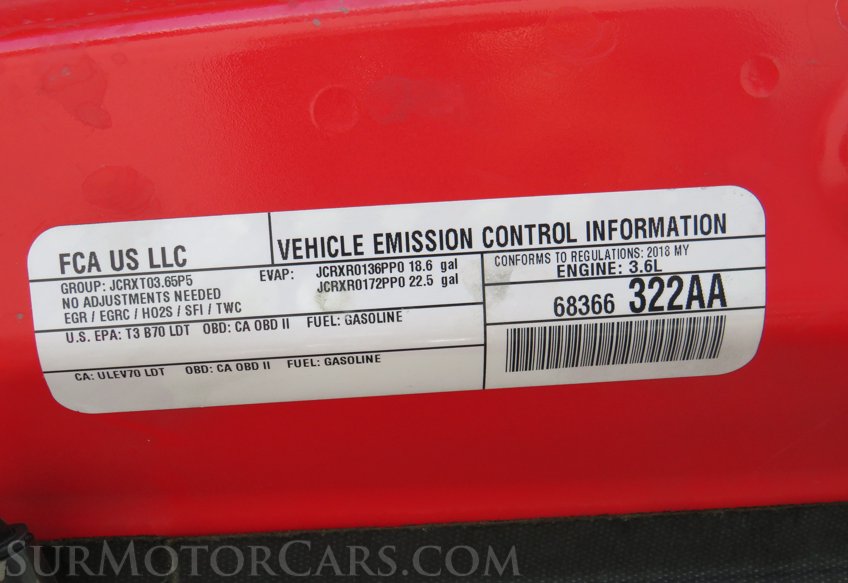 FCA US LLC
VEHICLE EMISSION CONTROL INFORMATION
GROUP: JCRXT03.65P5
EVAP: JCRXR0136PP0 18.6 gal
JCRXR0172PP0 22.5 gal
NO ADJUSTMENTS NEEDED
EGR / EGRC / HO2S / SFI / TWC
CONFORMS TO REGULATIONS: 2018 MY
ENGINE: 3.6L
68366 322AA
U.S. EPA: T3 B70 LDT OBD: CA OBD II FUEL: GASOLINE
CA: ULEV70 LDT OBD: CA OBD II FUEL: GASOLINE
SurMotorCars.com